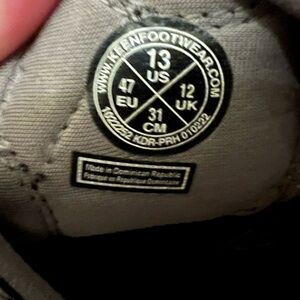 WWW.KEENFOOTWEAR.COM
13
US
47
EU
12
UK
31
CM
1022252 KDR-PRH 010222
Made in Dominican Republic
Fabriqué en République Dominicaine